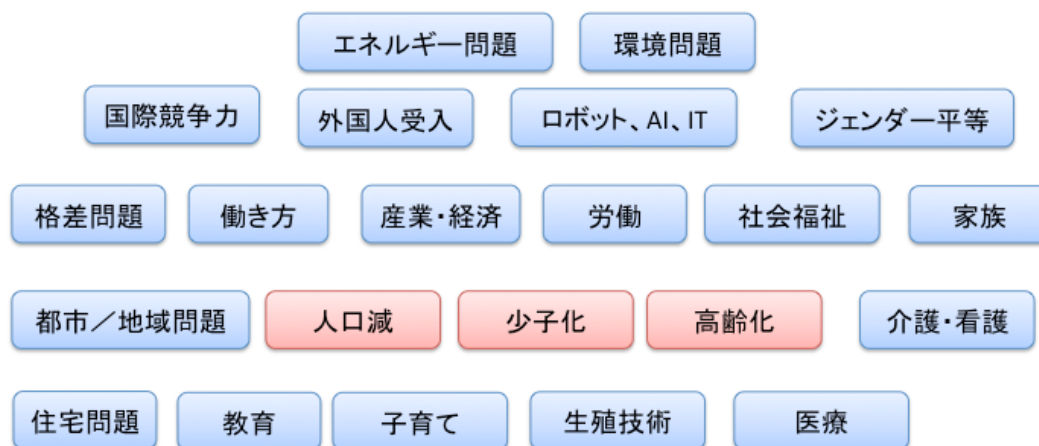 エネルギー問題 環境問題
国際競争力 外国人受入 ロボット、AI、IT ジェンダー平等
格差問題 働き方 産業・経済 労働 社会福祉 家族
都市／地域問題 人口減 少子化 高齢化 介護・看護
住宅問題 教育 子育て 生殖技術 医療